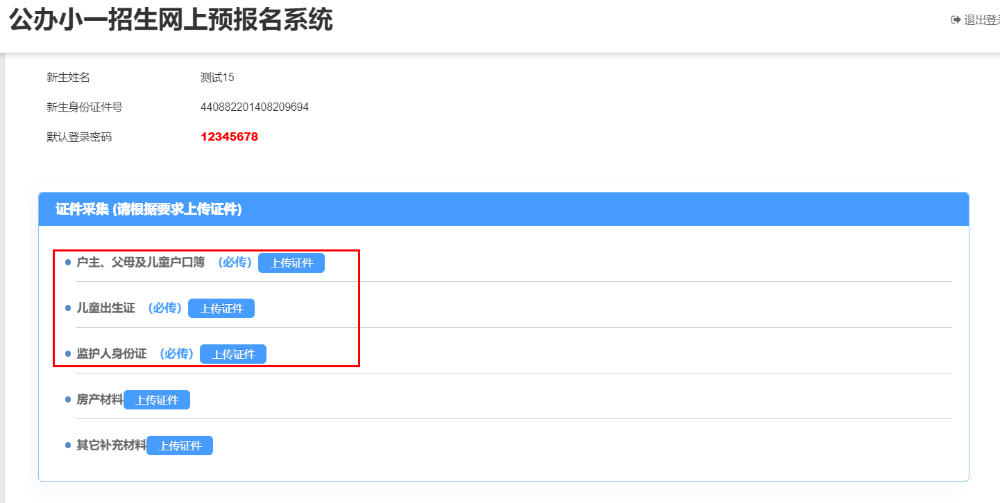 公办小一招生网上预报名系统
退出登录
新生姓名 测试15
新生身份证件号 440882201408209694
默认登录密码 12345678
证件采集 (请根据要求上传证件)
户主、父母及儿童户口簿 (必传) 上传证件
儿童出生证 (必传) 上传证件
监护人身份证 (必传) 上传证件
房产材料 上传证件
其它补充材料 上传证件